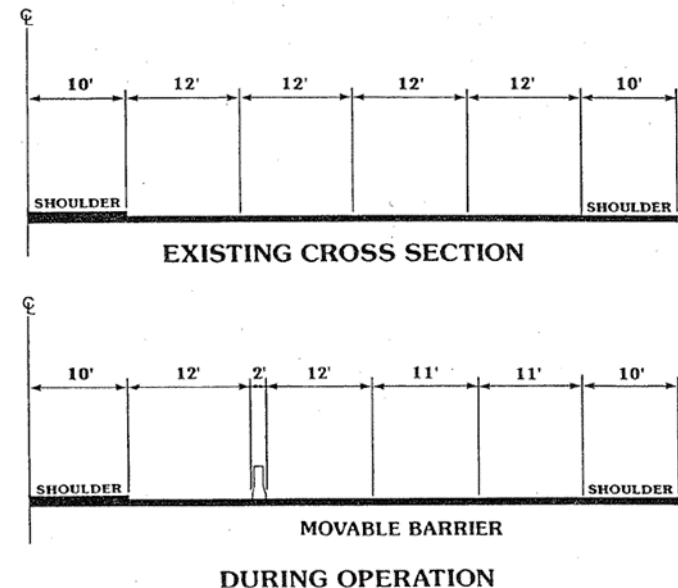 ℄
10' 12' 12' 12' 12' 10'
SHOULDER SHOULDER
EXISTING CROSS SECTION
℄
10' 12' 2' 12' 11' 11' 10'
SHOULDER SHOULDER
MOVABLE BARRIER
DURING OPERATION